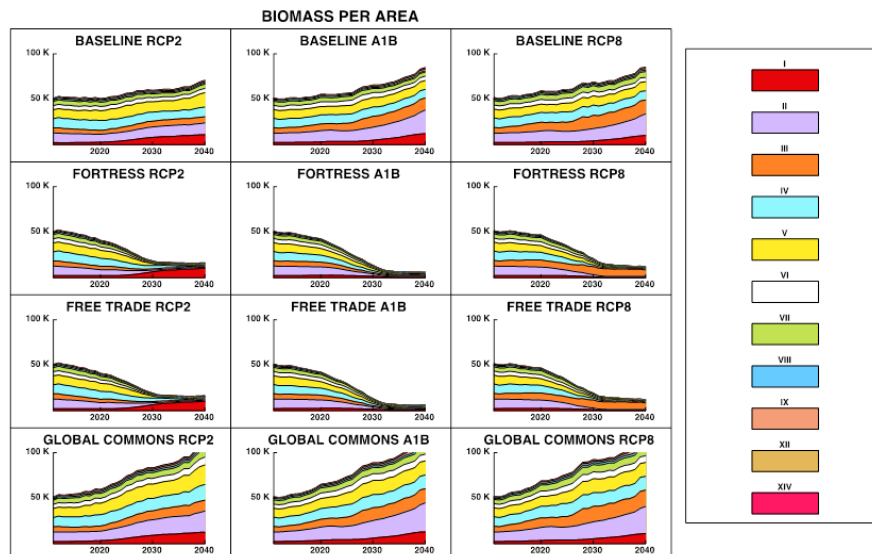 BIOMASS PER AREA
BASELINE RCP2
BASELINE A1B
BASELINE RCP8
100 K
50 K
2020
2030
2040
100 K
50 K
2020
2030
2040
100 K
50 K
2020
2030
2040
FORTRESS RCP2
FORTRESS A1B
FORTRESS RCP8
100 K
50 K
2020
2030
2040
100 K
50 K
2020
2030
2040
100 K
50 K
2020
2030
2040
FREE TRADE RCP2
FREE TRADE A1B
FREE TRADE RCP8
100 K
50 K
2020
2030
2040
100 K
50 K
2020
2030
2040
100 K
50 K
2020
2030
2040
GLOBAL COMMONS RCP2
GLOBAL COMMONS A1B
GLOBAL COMMONS RCP8
100 K
50 K
2020
2030
2040
100 K
50 K
2020
2030
2040
100 K
50 K
2020
2030
2040
I
II
III
IV
V
VI
VII
VIII
IX
XII
XIV